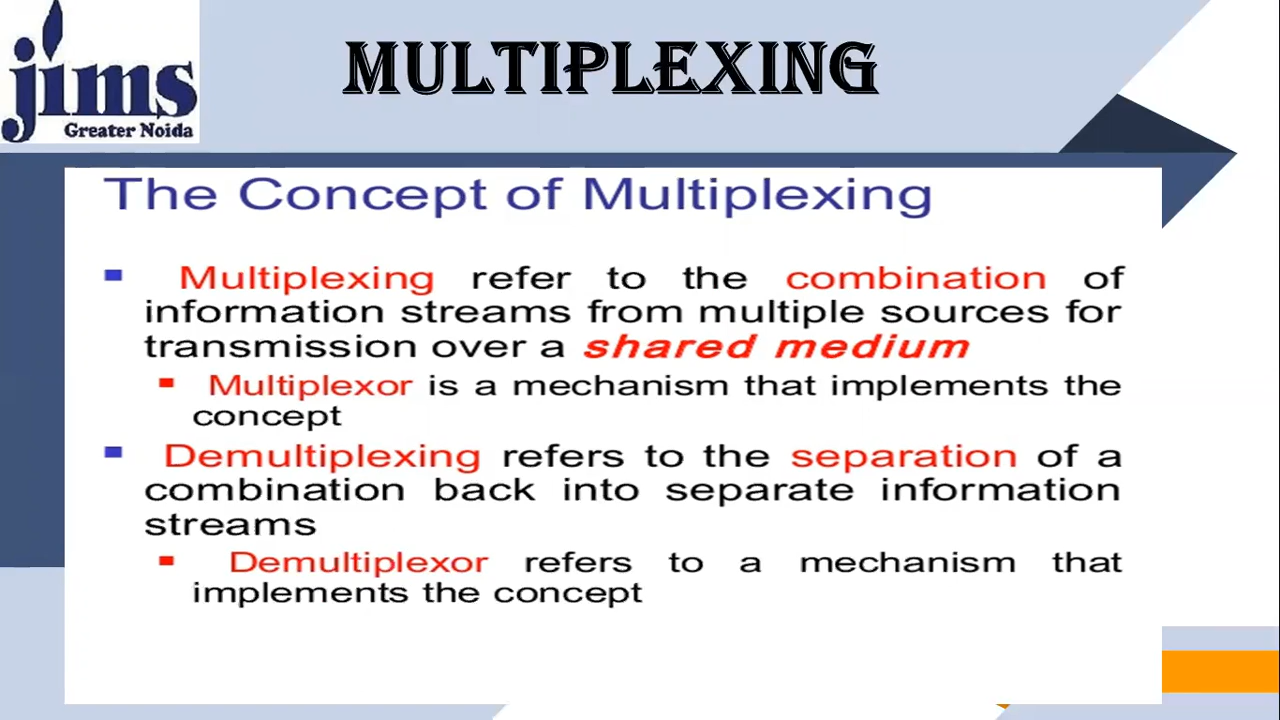 jims
Greater Noida
MULTIPLEXING
The Concept of Multiplexing
Multiplexing refer to the combination of
information streams from multiple sources for
transmission over a shared medium
Multiplexor is a mechanism that implements the
concept
Demultiplexing refers to the separation of a
combination back into separate information
streams
Demultiplexor refers to a mechanism that
implements the concept